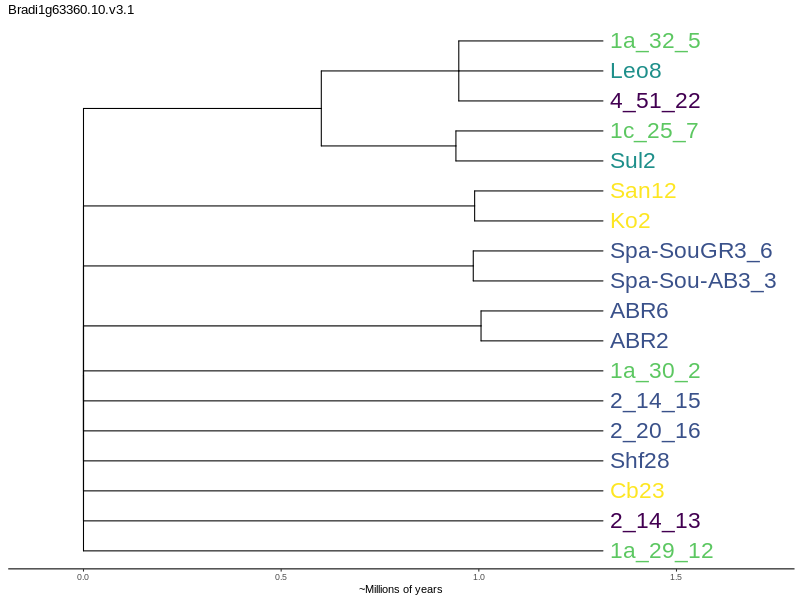 Bradi1g63360.10.v3.1
1a_32_5
Leo8
4_51_22
1c_25_7
Sul2
San12
Ko2
Spa-SouGR3_6
Spa-Sou-AB3_3
ABR6
ABR2
1a_30_2
2_14_15
2_20_16
Shf28
Cb23
2_14_13
1a_29_12
0.0 0.5 1.0 1.5
~Millions of years